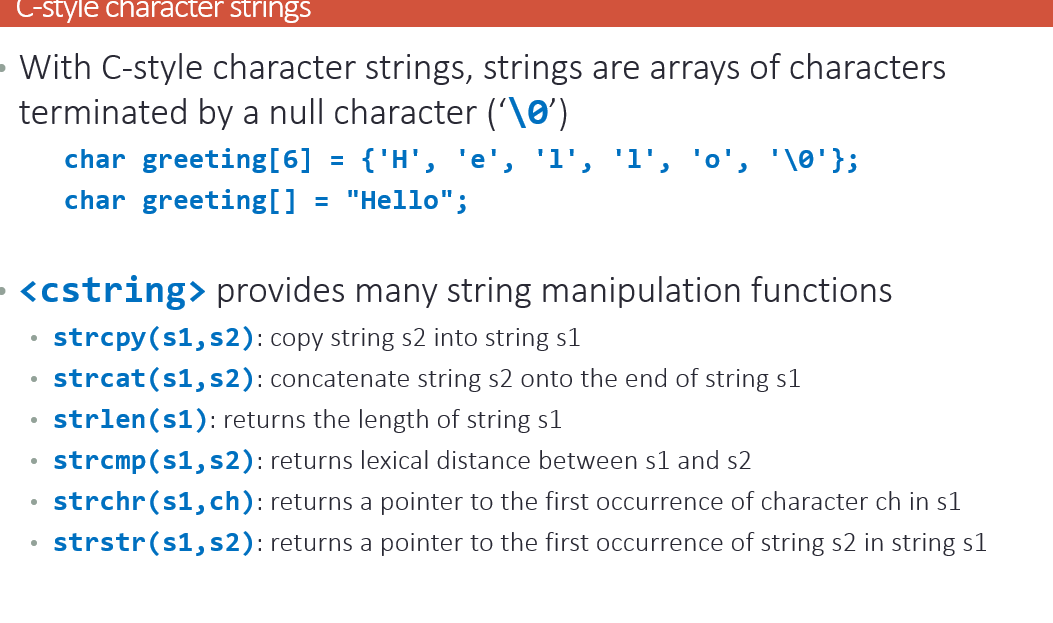 C-style character strings
• With C-style character strings, strings are arrays of characters
terminated by a null character (‘\0’)
char greeting[6] = {'H', 'e', 'l', 'l', 'o', '\0'};
char greeting[] = "Hello";
• <cstring> provides many string manipulation functions
• strcpy(s1,s2): copy string s2 into string s1
• strcat(s1,s2): concatenate string s2 onto the end of string s1
• strlen(s1): returns the length of string s1
• strcmp(s1,s2): returns lexical distance between s1 and s2
• strchr(s1,ch): returns a pointer to the first occurrence of character ch in s1
• strstr(s1,s2): returns a pointer to the first occurrence of string s2 in string s1